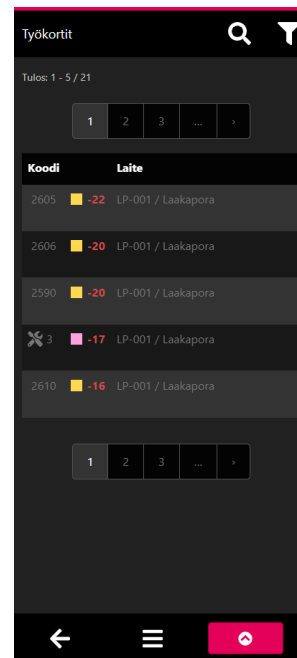 Työkortit
Tulos: 1 - 5 / 21
1 2 3 ... ›
Koodi Laite
2605 -22 LP-001 / Laakapora
2606 -20 LP-001 / Laakapora
2590 -20 LP-001 / Laakapora
3 -17 LP-001 / Laakapora
2610 -16 LP-001 / Laakapora
1 2 3 ... ›